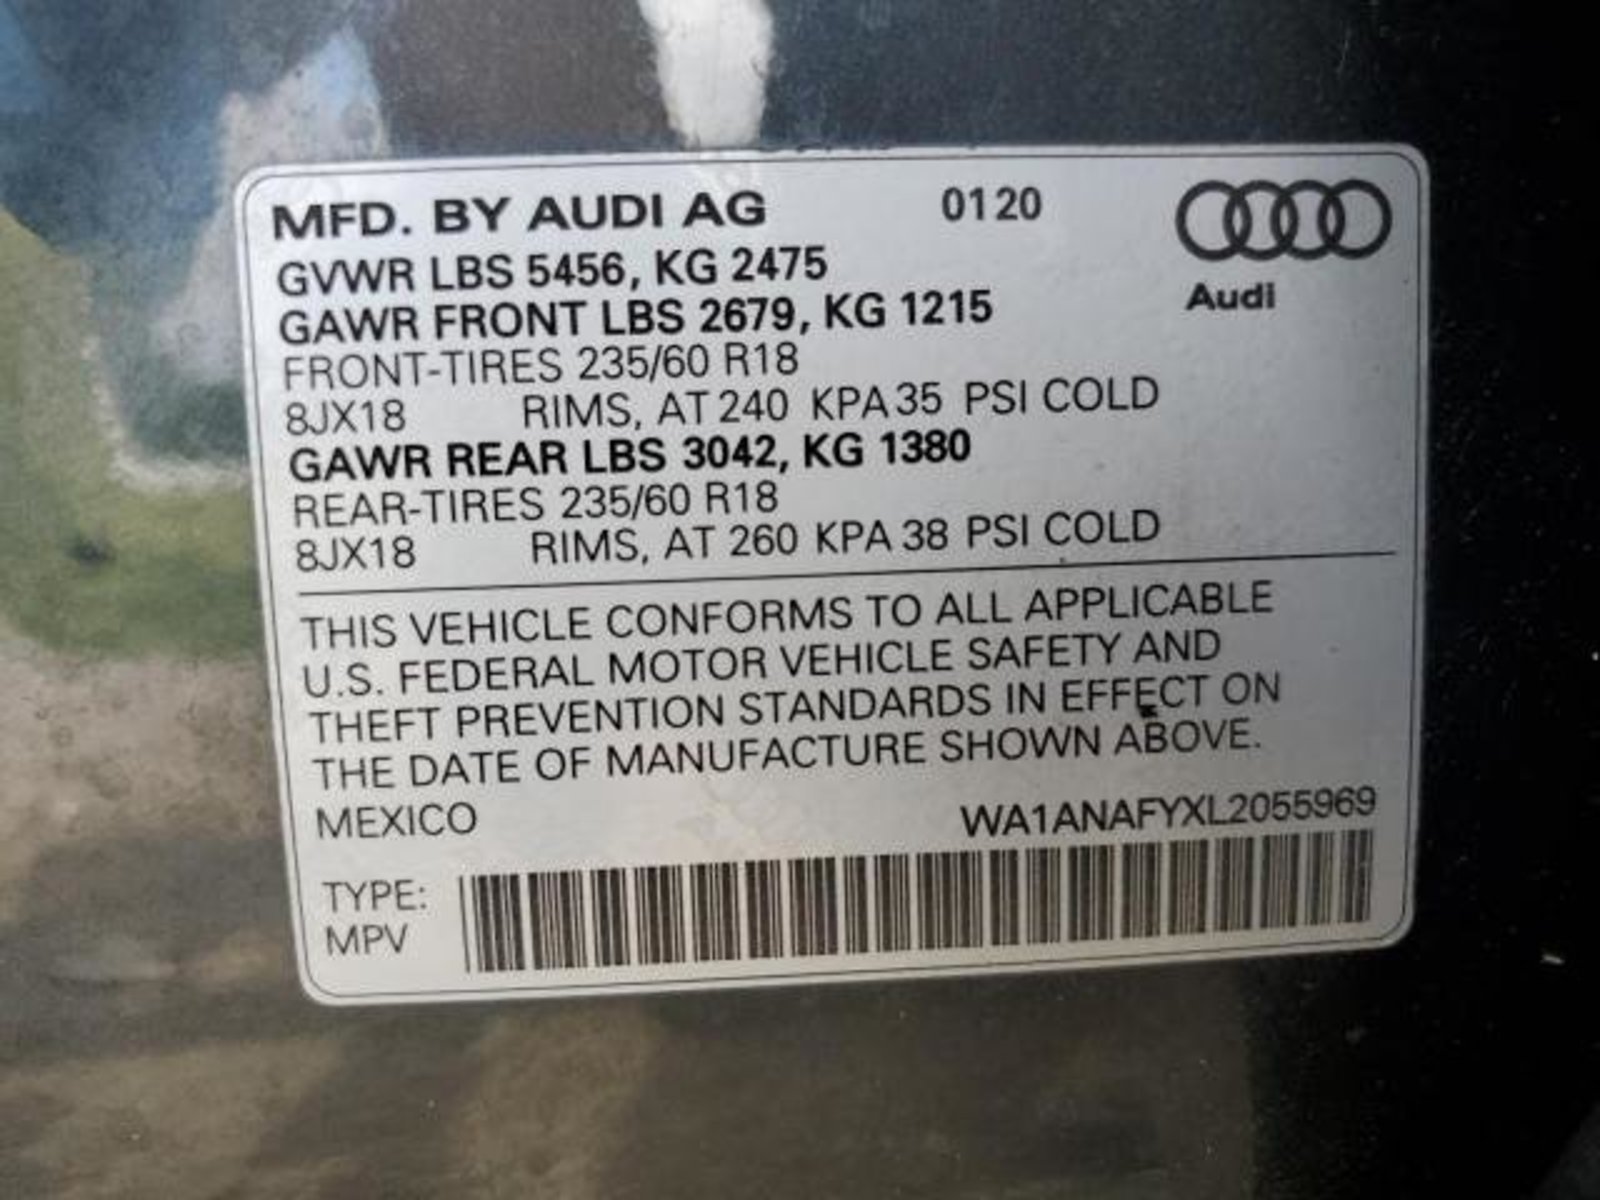 MFD. BY AUDI AG 0120
GVWR LBS 5456, KG 2475
Audi
GAWR FRONT LBS 2679, KG 1215
FRONT-TIRES 235/60 R18
8JX18 RIMS, AT 240 KPA 35 PSI COLD
GAWR REAR LBS 3042, KG 1380
REAR-TIRES 235/60 R18
8JX18 RIMS, AT 260 KPA 38 PSI COLD
THIS VEHICLE CONFORMS TO ALL APPLICABLE
U.S. FEDERAL MOTOR VEHICLE SAFETY AND
THEFT PREVENTION STANDARDS IN EFFECT ON
THE DATE OF MANUFACTURE SHOWN ABOVE.
MEXICO WA1ANAFYXL2055969
TYPE:
MPV